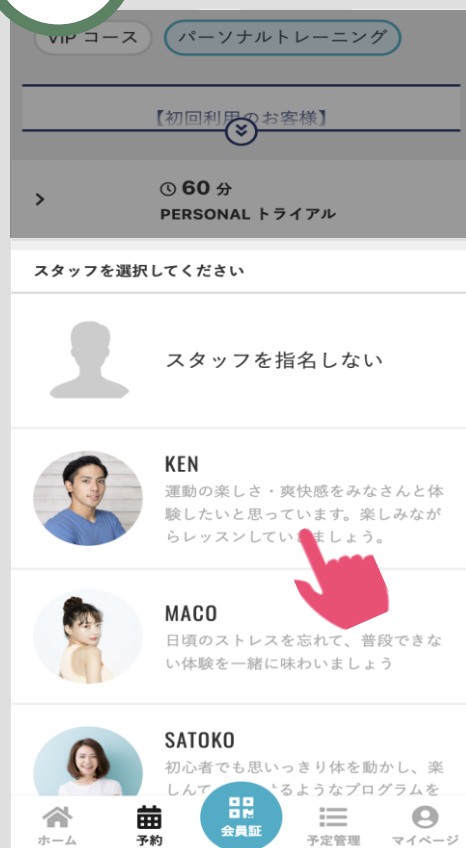 VIP コース
パーソナルトレーニング
【初回利用のお客様】
60 分
PERSONAL トライアル
スタッフを選択してください
スタッフを指名しない
KEN
運動の楽しさ・爽快感をみなさんと体
験したいと思っています。楽しみなが
らレッスンしていきましょう。
MACO
日頃のストレスを忘れて、普段できな
い体験を一緒に味わいましょう
SATOKO
初心者でも思いっきり体を動かし、楽
しんて けるようなプログラムを
ホーム
予約
会員証
予定管理
マイページ